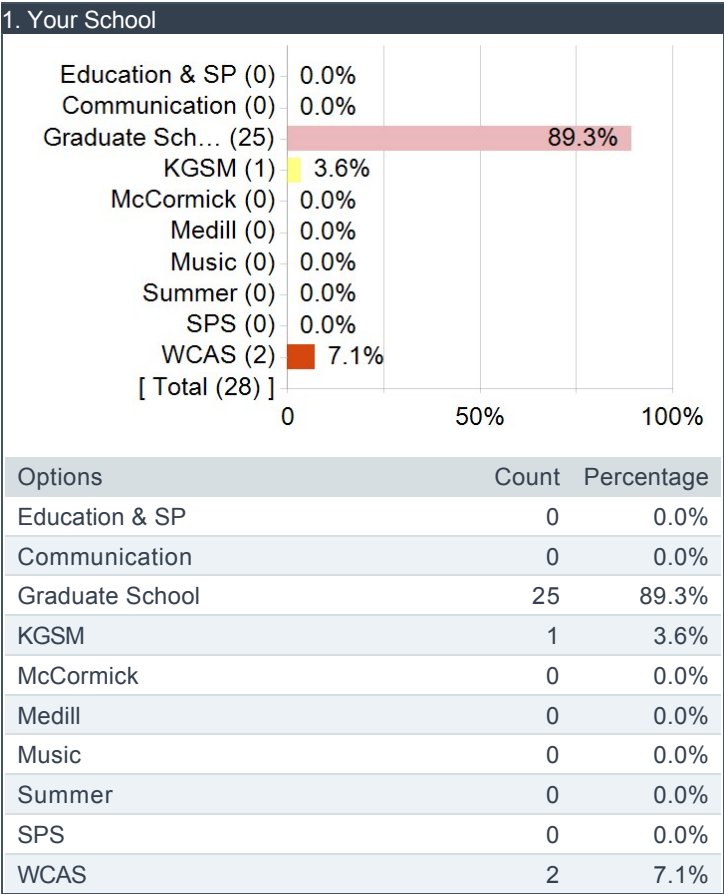 1. Your School
Education & SP (0) 0.0%
Communication (0) 0.0%
Graduate Sch... (25) 89.3%
KGSM (1) 3.6%
McCormick (0) 0.0%
Medill (0) 0.0%
Music (0) 0.0%
Summer (0) 0.0%
SPS (0) 0.0%
WCAS (2) 7.1%
[ Total (28) ]
0 50% 100%
Options Count Percentage
Education & SP 0 0.0%
Communication 0 0.0%
Graduate School 25 89.3%
KGSM 1 3.6%
McCormick 0 0.0%
Medill 0 0.0%
Music 0 0.0%
Summer 0 0.0%
SPS 0 0.0%
WCAS 2 7.1%